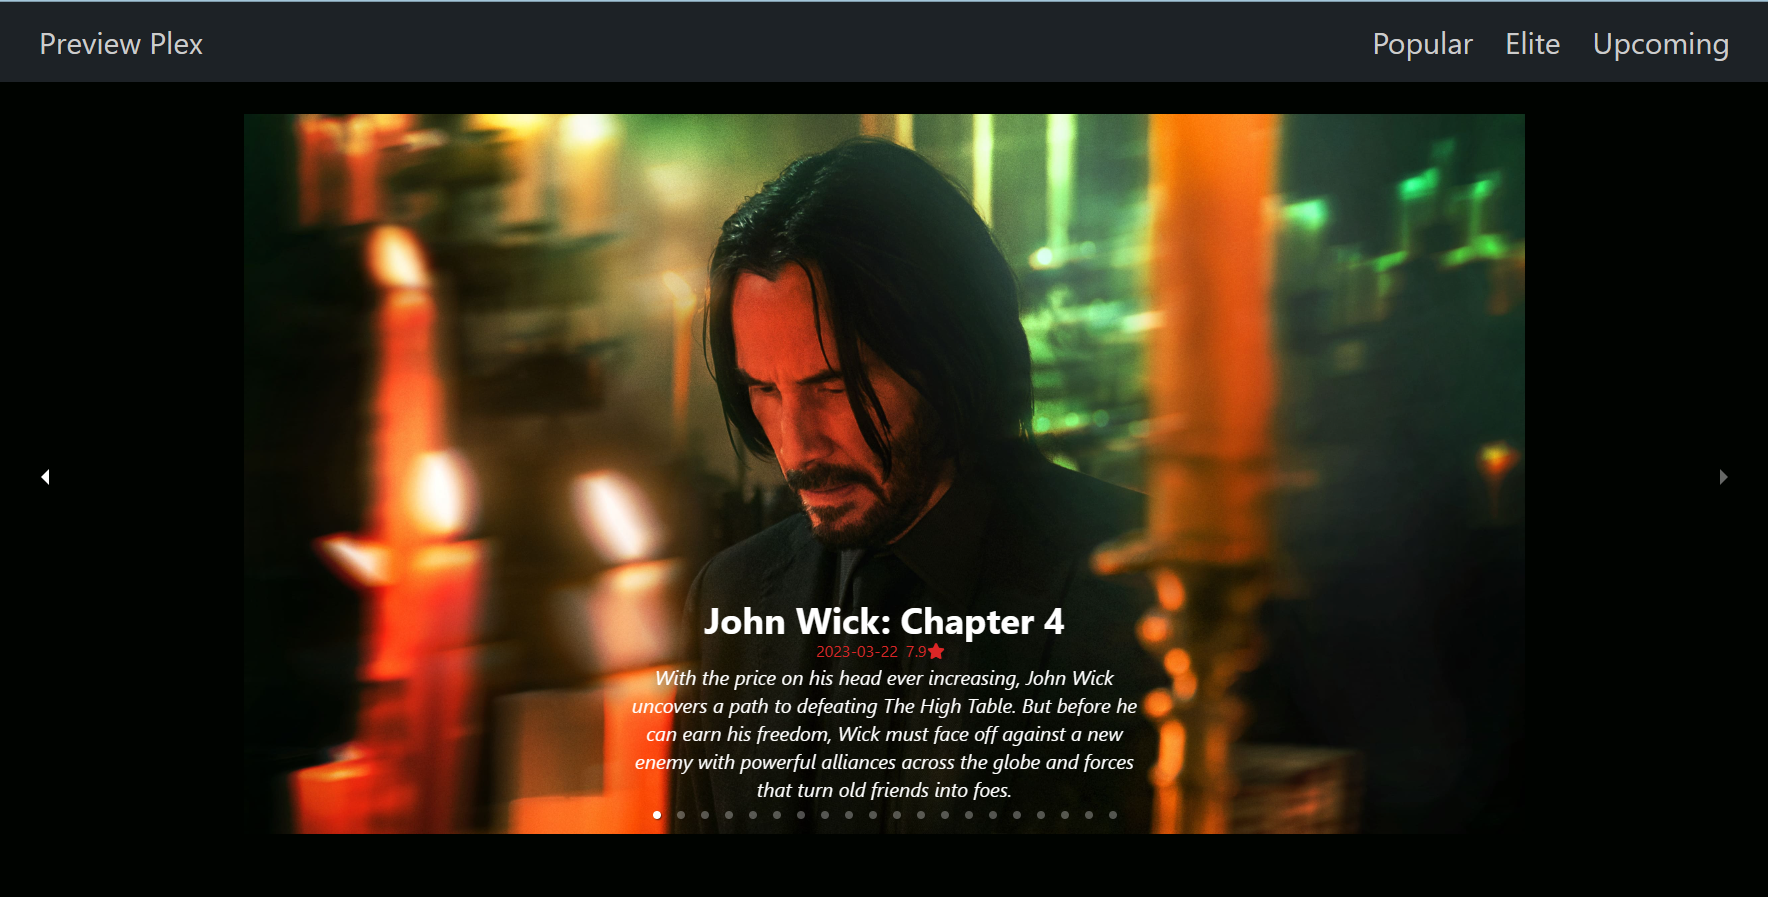 Preview Plex
Popular Elite Upcoming
John Wick: Chapter 4
2023-03-22 7.9
With the price on his head ever increasing, John Wick
uncovers a path to defeating The High Table. But before he
can earn his freedom, Wick must face off against a new
enemy with powerful alliances across the globe and forces
that turn old friends into foes.